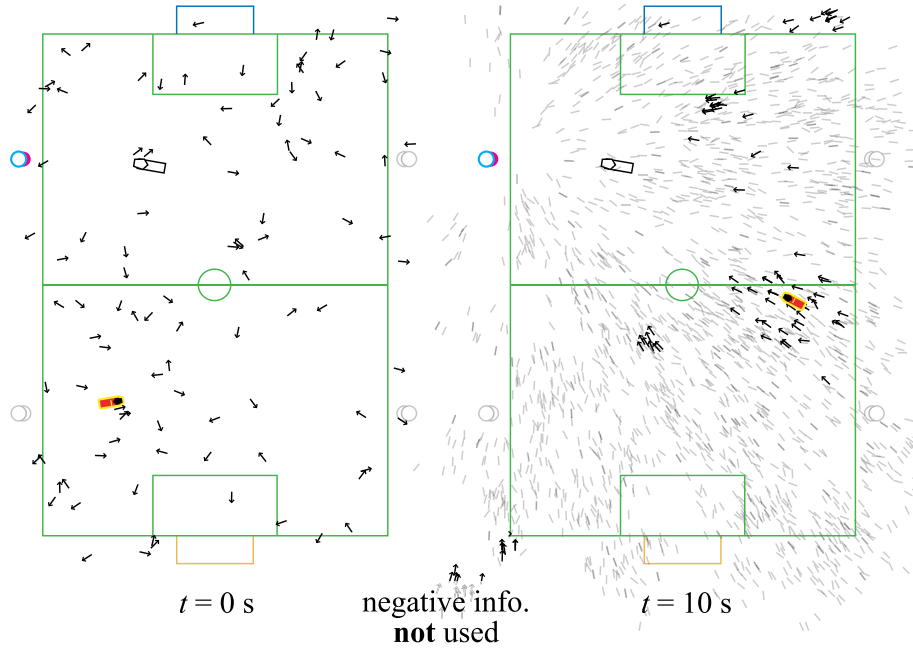 t = 0 s
negative info.
not used
t = 10 s